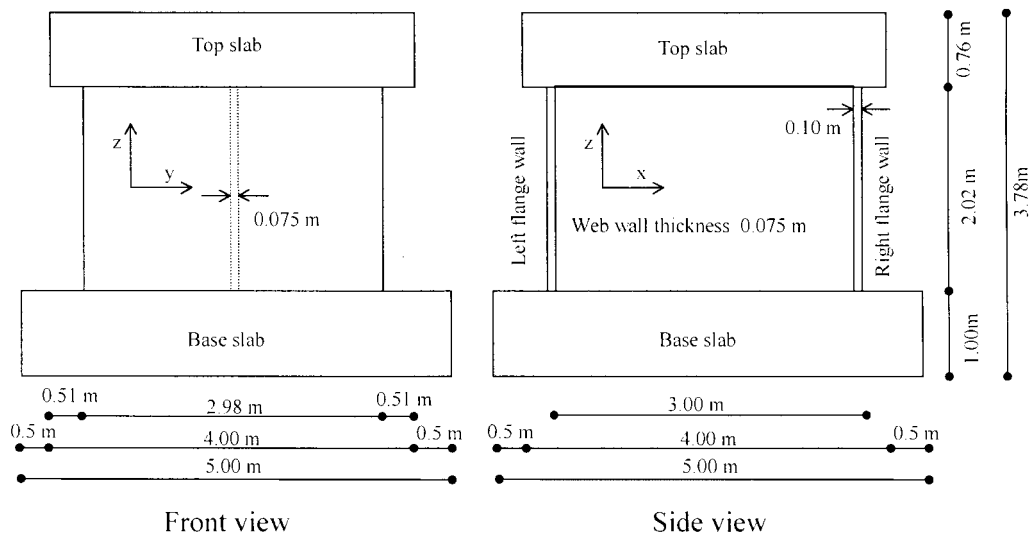 Top slab
z
y
0.075 m
Base slab
0.51 m
2.98 m
0.51 m
0.5 m
4.00 m
0.5 m
5.00 m
Front view
Top slab
0.10 m
Left flange wall
z
x
Web wall thickness 0.075 m
Right flange wall
Base slab
0.76 m
2.02 m
1.00m
3.78m
3.00 m
0.5 m
4.00 m
0.5 m
5.00 m
Side view